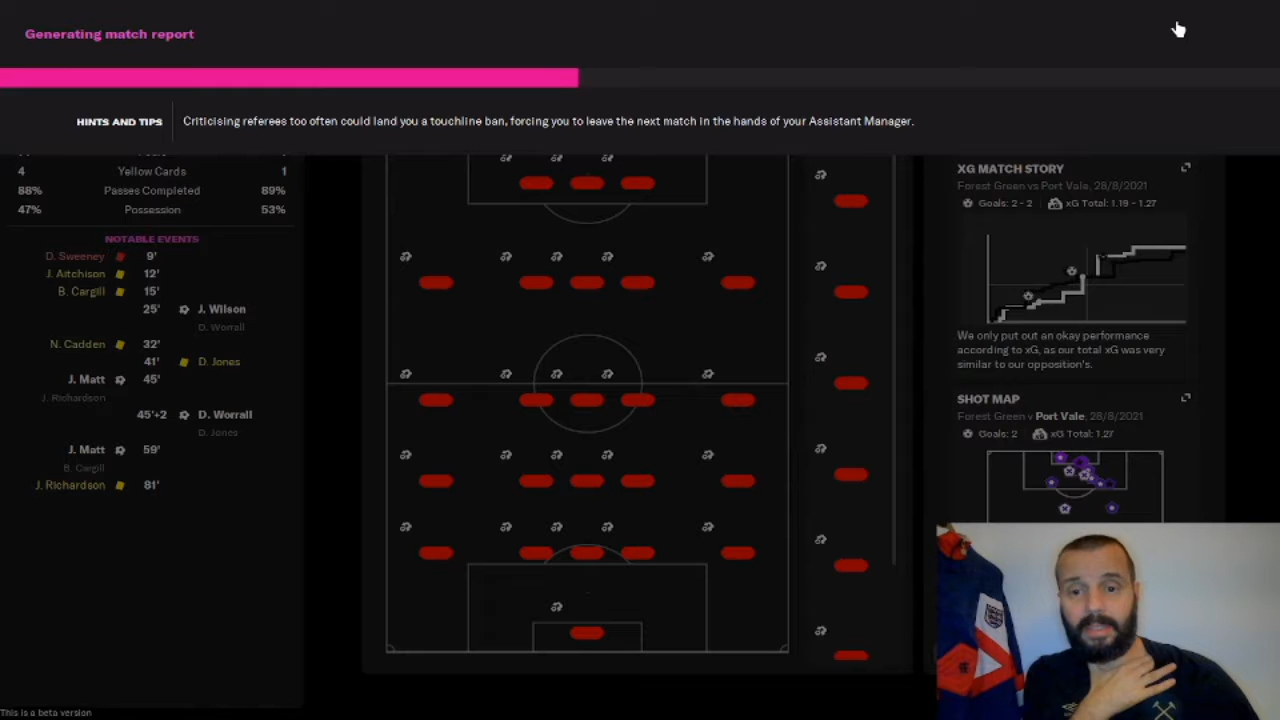 Generating match report
HINTS AND TIPS Criticising referees too often could land you a touchline ban, forcing you to leave the next match in the hands of your Assistant Manager.
4 Yellow Cards 1
88% Passes Completed 89%
47% Possession 53%
NOTABLE EVENTS
D. Sweeney 9'
J. Aitchison 12'
B. Cargill 15'
25' J. Wilson
D. Worrall
N. Cadden 32'
41' D. Jones
J. Matt 45'
J. Richardson
45'+2 D. Worrall
D. Jones
J. Matt 59'
B. Cargill
J. Richardson 81'
XG MATCH STORY
Forest Green vs Port Vale, 28/8/2021
Goals: 2 - 2 xG Total: 1.19 - 1.27
We only put out an okay performance
according to xG, as our total xG was very
similar to our opposition's.
SHOT MAP
Forest Green v Port Vale, 28/8/2021
Goals: 2 xG Total: 1.27
This is a beta version